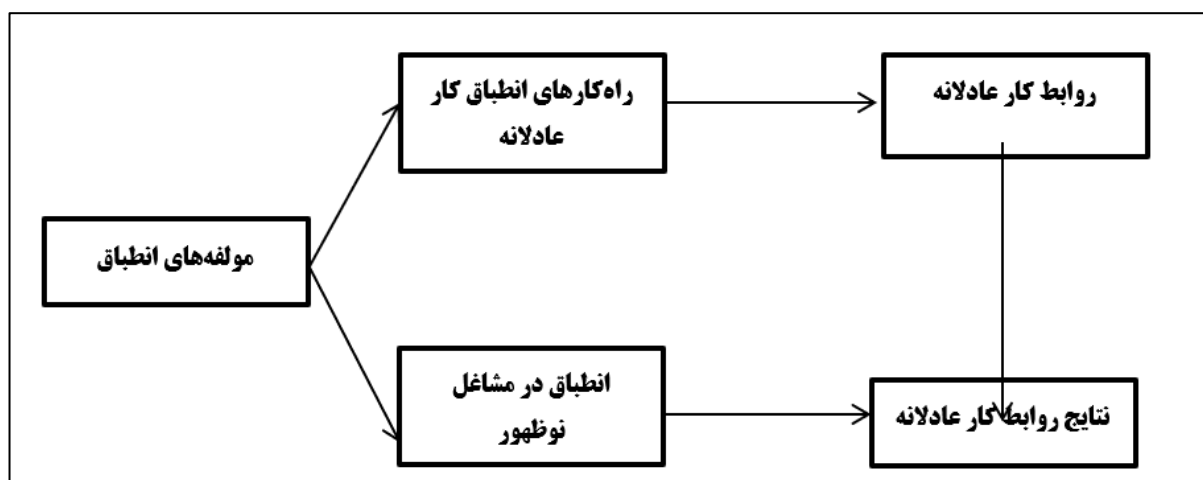 راه‌کارهای انطباق کار
عادلانه
روابط کار عادلانه
مولفه‌های انطباق
انطباق در مشاغل
نوظهور
نتایج روابط کار عادلانه